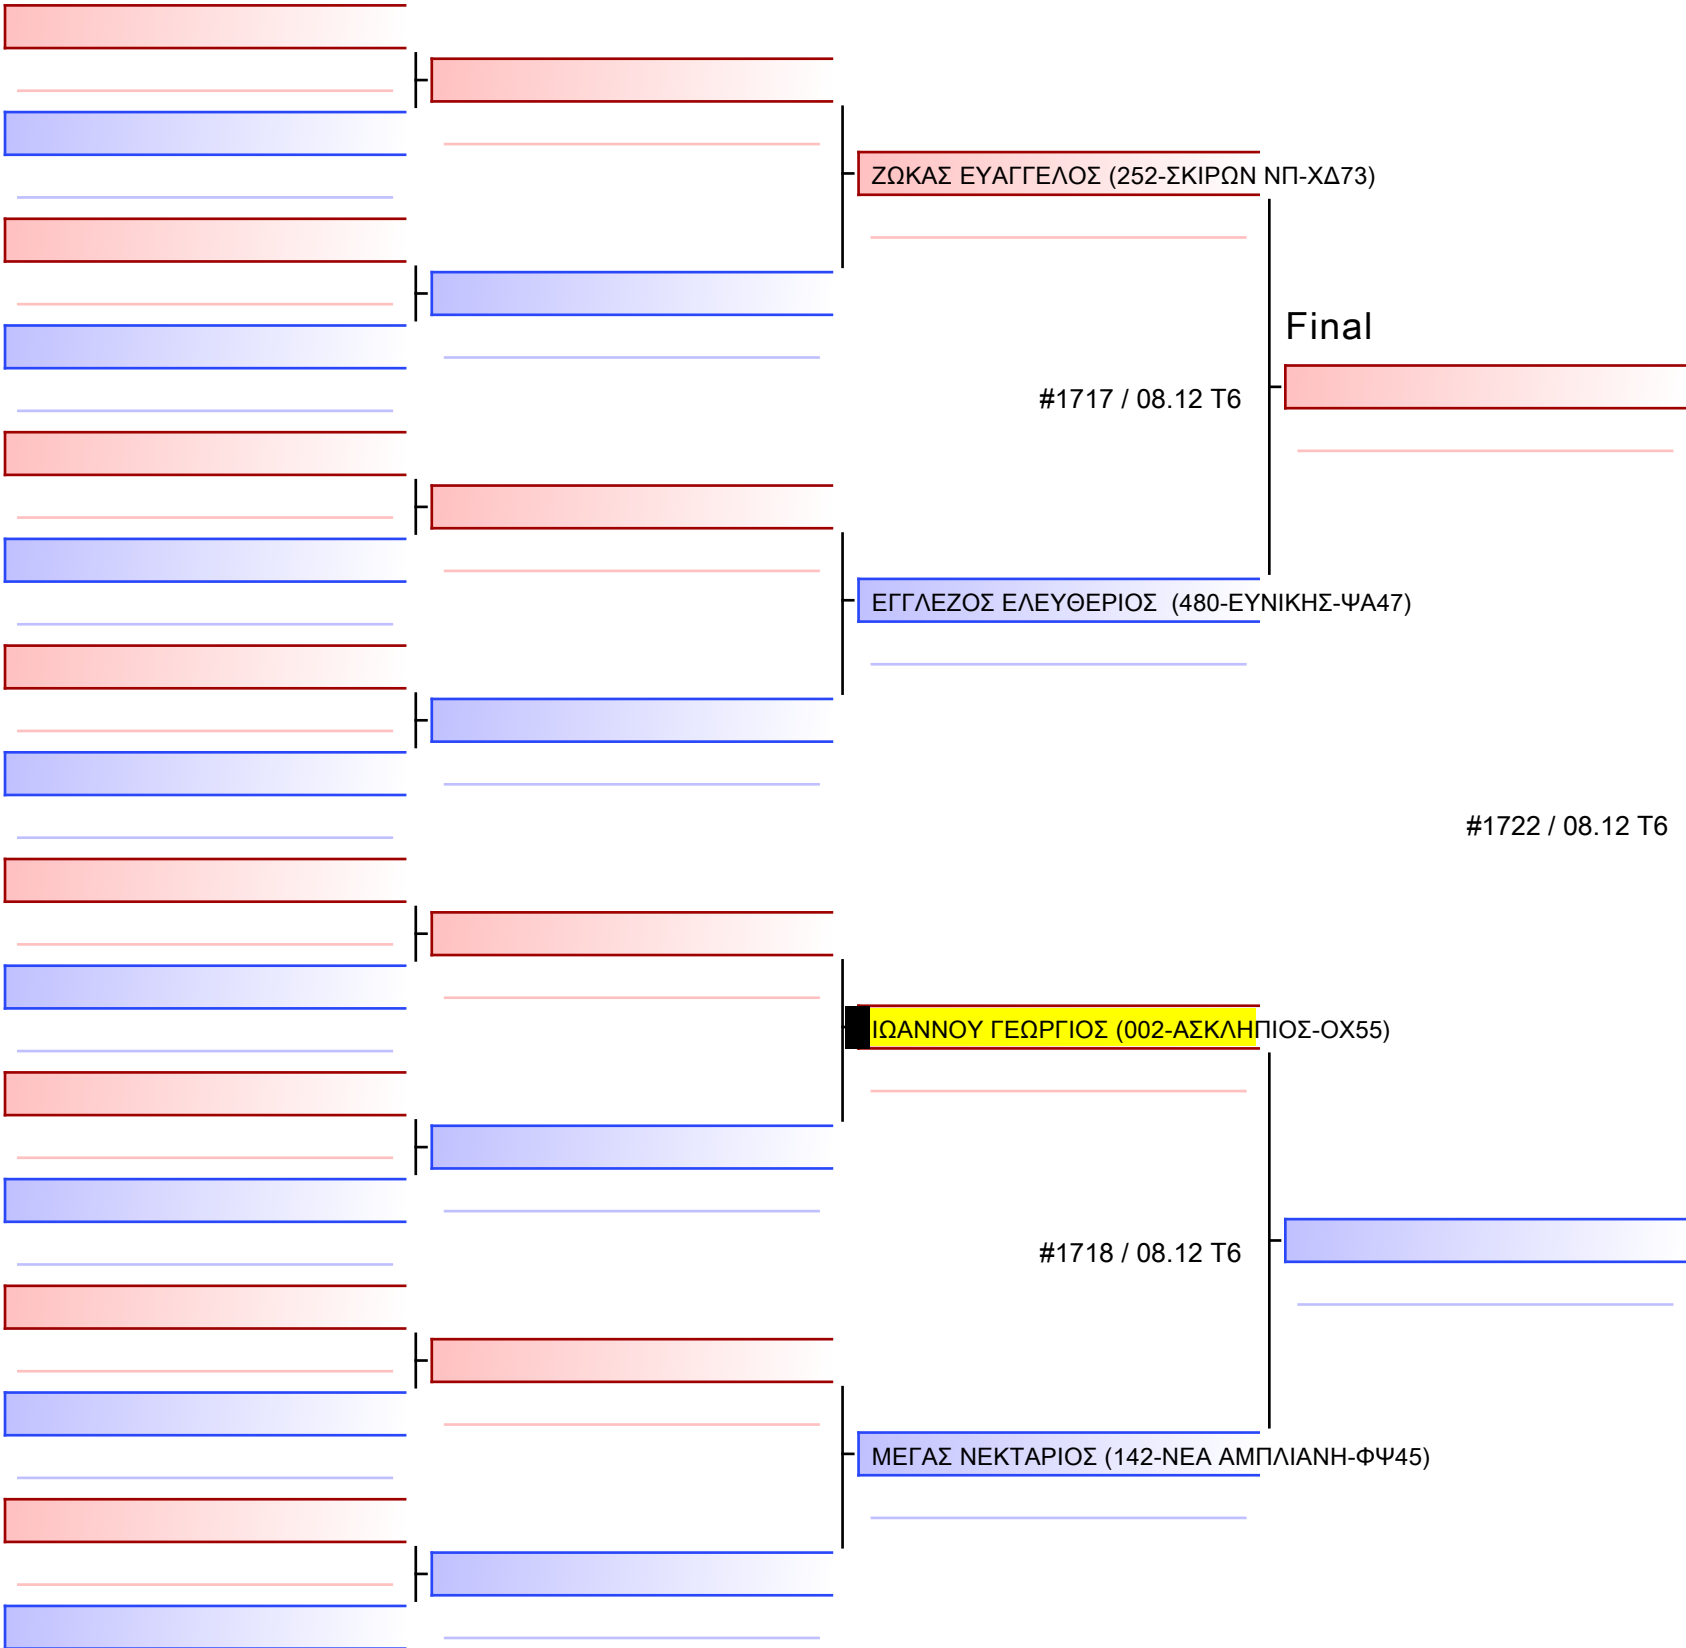 ΖΩΚΑΣ ΕΥΑΓΓΕΛΟΣ (252-ΣΚΙΡΩΝ ΝΠ-ΧΔ73)
Final
#1717 / 08.12 T6
ΕΓΓΛΕΖΟΣ ΕΛΕΥΘΕΡΙΟΣ  (480-ΕΥΝΙΚΗΣ-ΨΑ47)
#1722 / 08.12 T6
ΙΩΑΝΝΟΥ ΓΕΩΡΓΙΟΣ (002-ΑΣΚΛΗΠΙΟΣ-ΟΧ55)
#1718 / 08.12 T6
ΜΕΓΑΣ ΝΕΚΤΑΡΙΟΣ (142-ΝΕΑ ΑΜΠΛΙΑΝΗ-ΦΨ45)